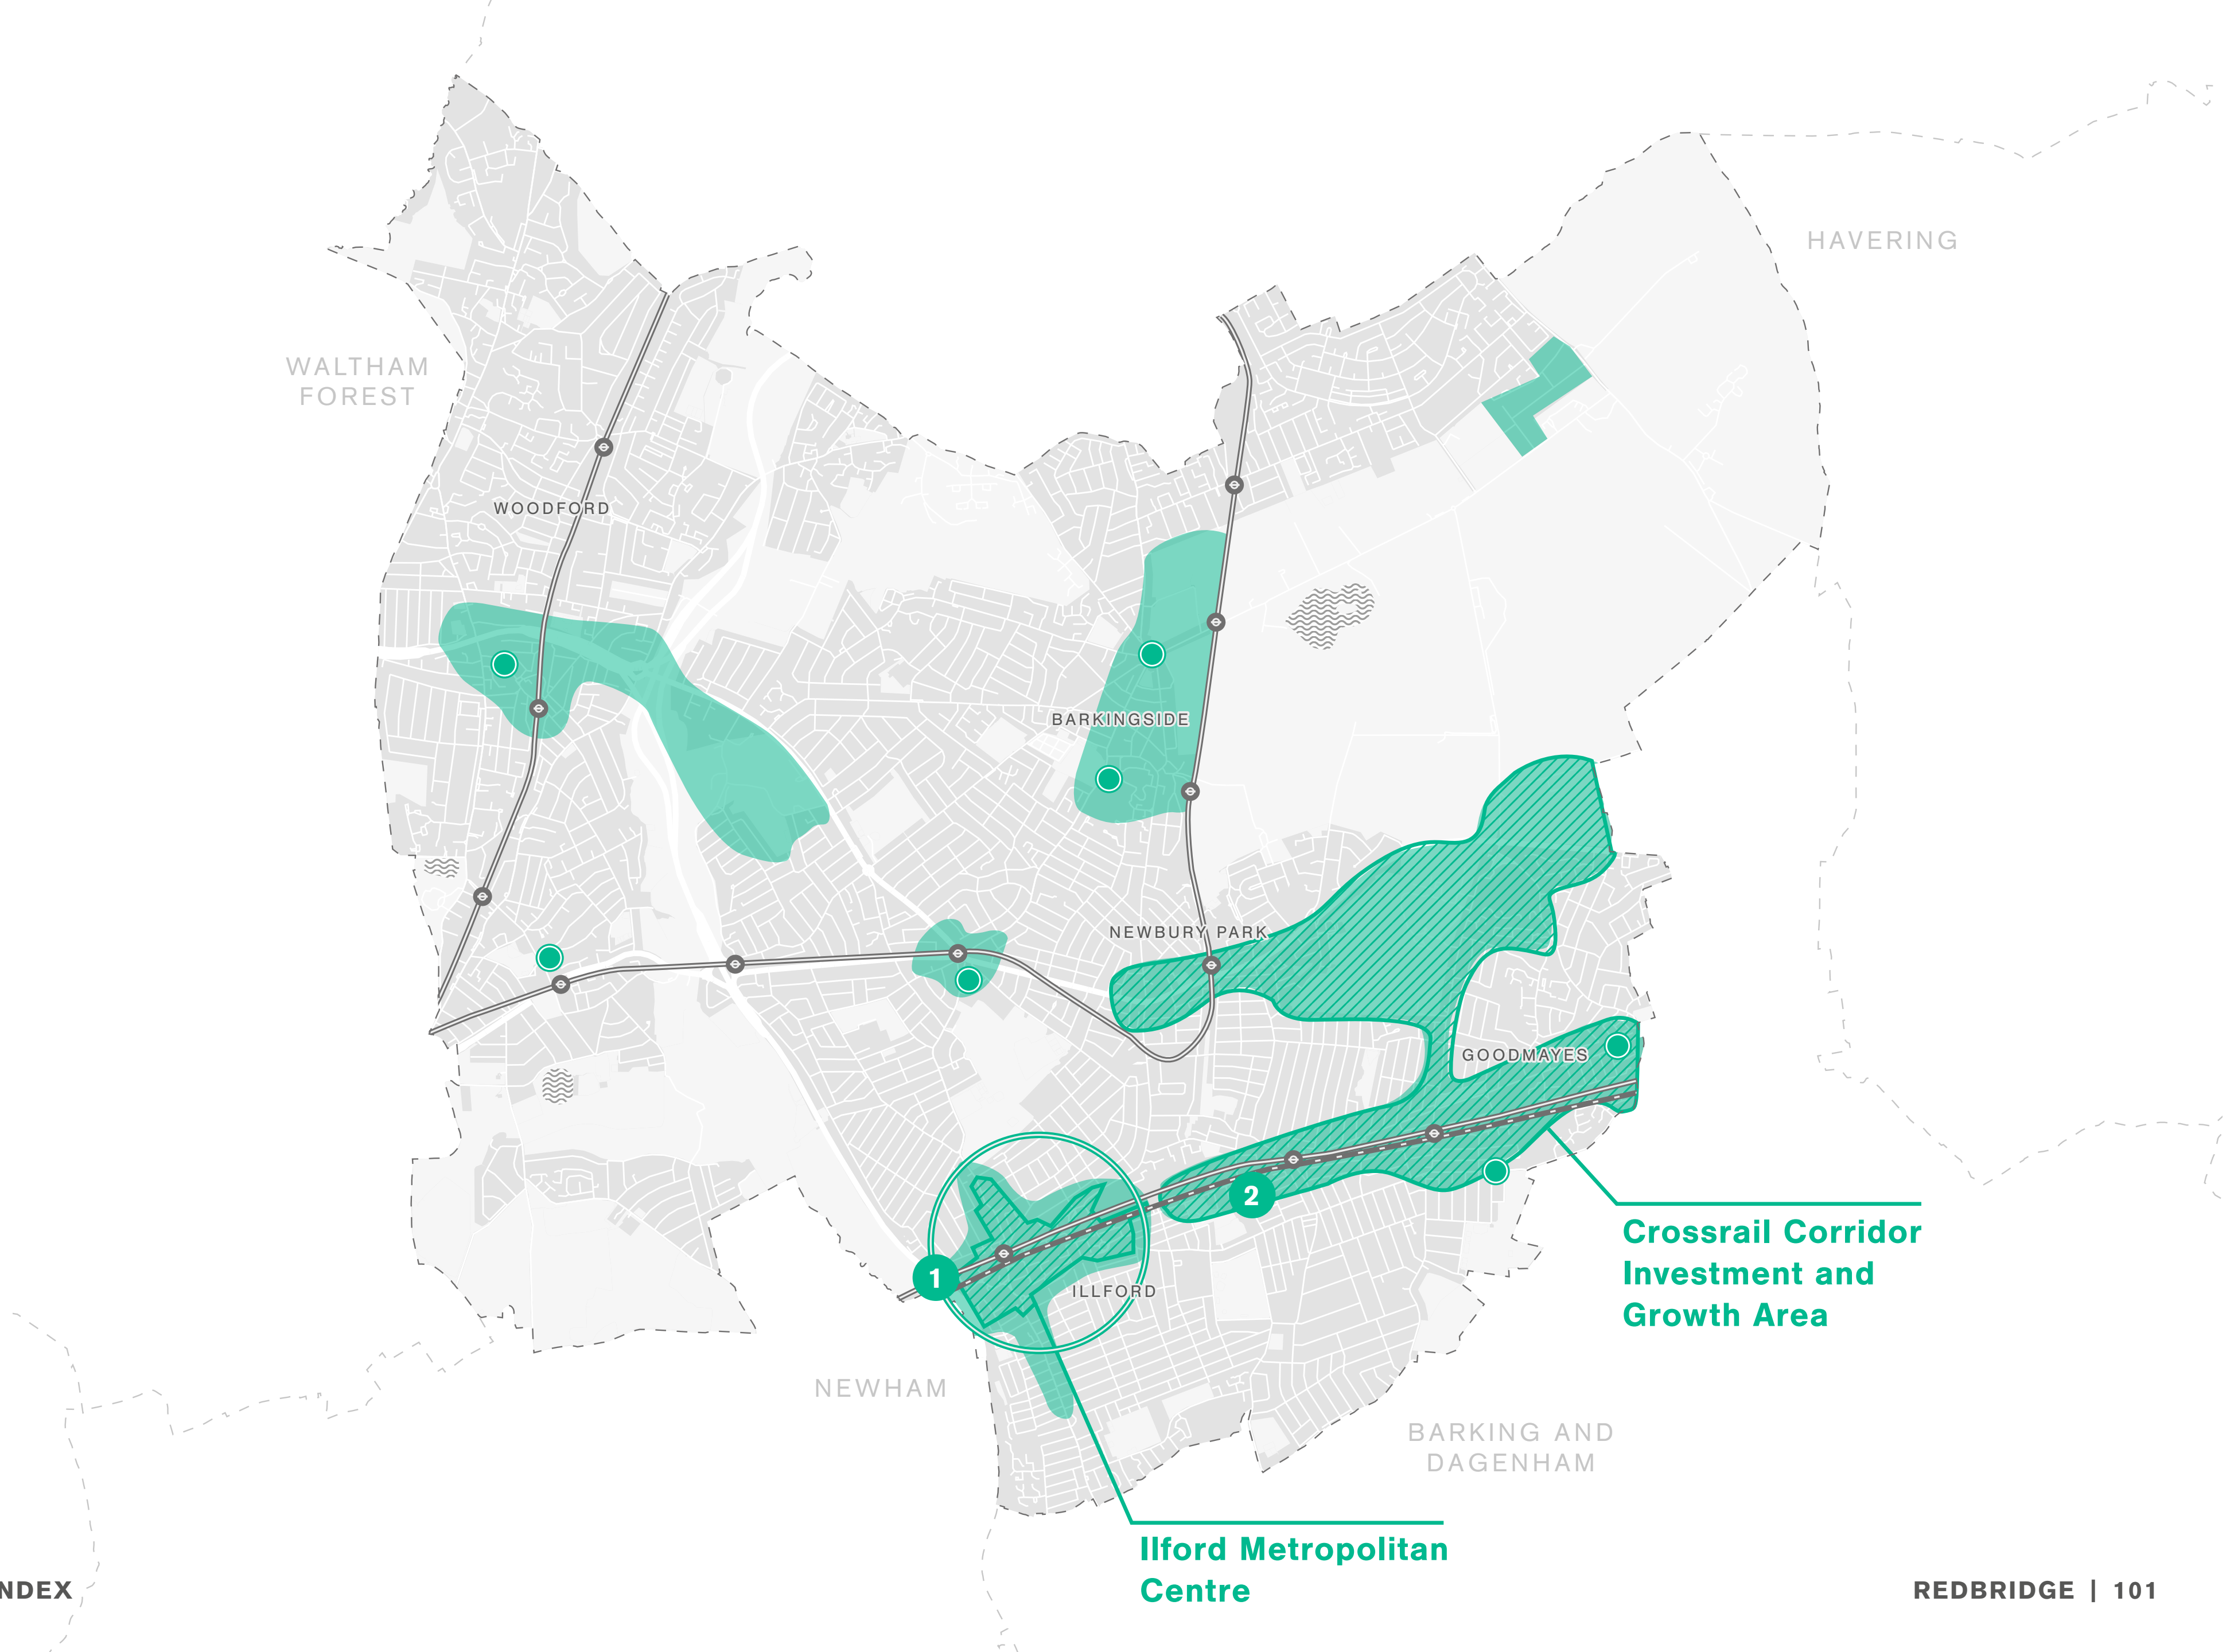 HAVERING
WALTHAM
FOREST
WOODFORD
BARKINGSIDE
NEWBURY PARK
GOODMAYES
2
Crossrail Corridor
Investment and
Growth Area
1
ILLFORD
NEWHAM
BARKING AND
DAGENHAM
Ilford Metropolitan
Centre
NDEX
REDBRIDGE | 101